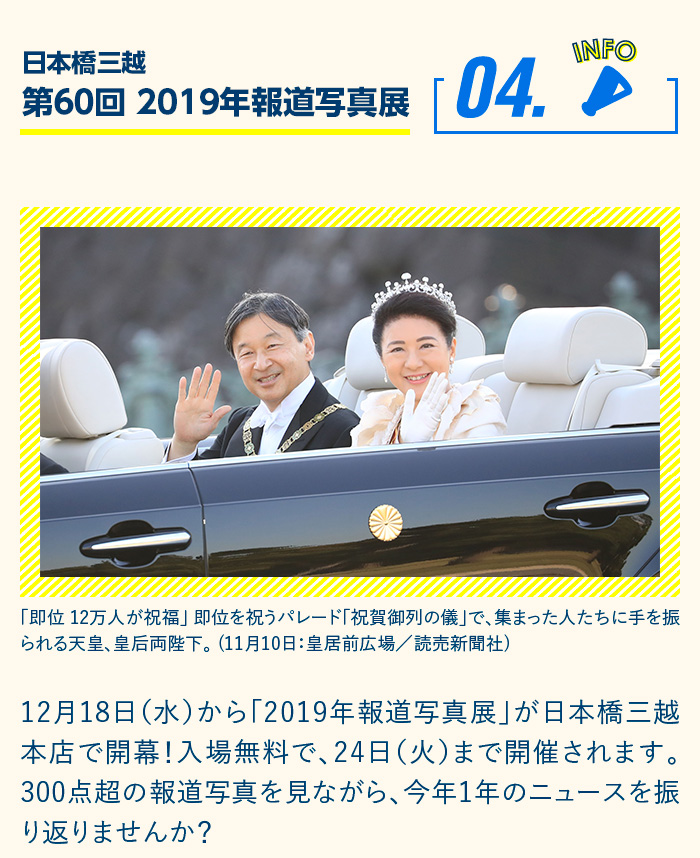 日本橋三越
第60回 2019年報道写真展
04.
INFO
「即位 12万人が祝福」 即位を祝うパレード「祝賀御列の儀」で、集まった人たちに手を振
られる天皇、皇后両陛下。 (11月10日：皇居前広場／読売新聞社)
12月18日（水）から「2019年報道写真展」が日本橋三越
本店で開幕！入場無料で、24日（火）まで開催されます。
300点超の報道写真を見ながら、今年1年のニュースを振
り返りませんか？